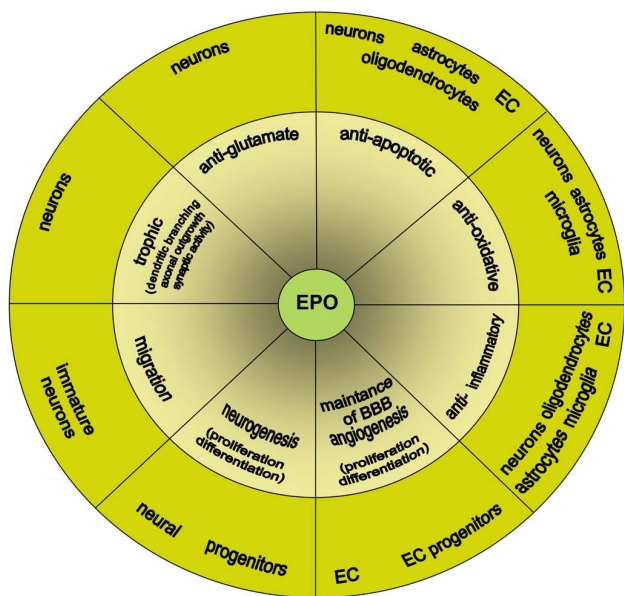 EPO
anti-apoptotic
neurons astrocytes EC
oligodendrocytes
anti-oxidative
neurons astrocytes EC
microglia
anti- inflammatory
neurons oligodendrocytes EC
astrocytes microglia
maintance
of BBB
angiogenesis
(proliferation
differentiation)
EC EC progenitors
neurogenesis
(proliferation
differentiation)
neural progenitors
migration
immature
neurons
trophic
(dendritic branching
axonal outgrowth
synaptic activity)
neurons
anti-glutamate
neurons